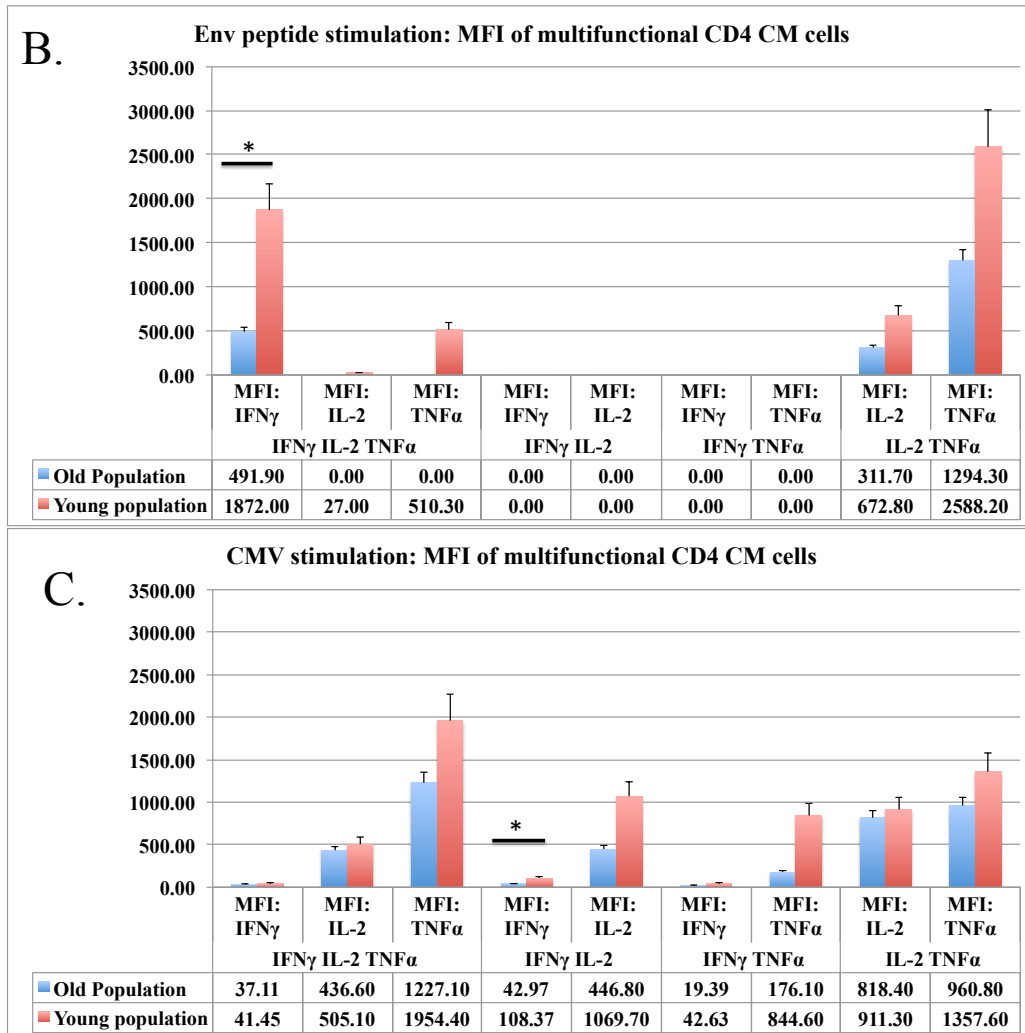 B.
Env peptide stimulation: MFI of multifunctional CD4 CM cells
3500.00
3000.00
2500.00
*
2000.00
1500.00
1000.00
500.00
0.00
MFI: IFNγ MFI: IL-2 MFI: TNFα MFI: IFNγ MFI: IL-2 MFI: IFNγ MFI: TNFα MFI: IL-2 MFI: TNFα
IFNγ IL-2 TNFα IFNγ IL-2 IFNγ TNFα IL-2 TNFα
Old Population 491.90 0.00 0.00 0.00 0.00 0.00 0.00 311.70 1294.30
Young population 1872.00 27.00 510.30 0.00 0.00 0.00 0.00 672.80 2588.20
CMV stimulation: MFI of multifunctional CD4 CM cells
C.
3500.00
3000.00
2500.00
2000.00
1500.00
1000.00
*
500.00
0.00
MFI: IFNγ MFI: IL-2 MFI: TNFα MFI: IFNγ MFI: IL-2 MFI: IFNγ MFI: TNFα MFI: IL-2 MFI: TNFα
IFNγ IL-2 TNFα IFNγ IL-2 IFNγ TNFα IL-2 TNFα
Old Population 37.11 436.60 1227.10 42.97 446.80 19.39 176.10 818.40 960.80
Young population 41.45 505.10 1954.40 108.37 1069.70 42.63 844.60 911.30 1357.60